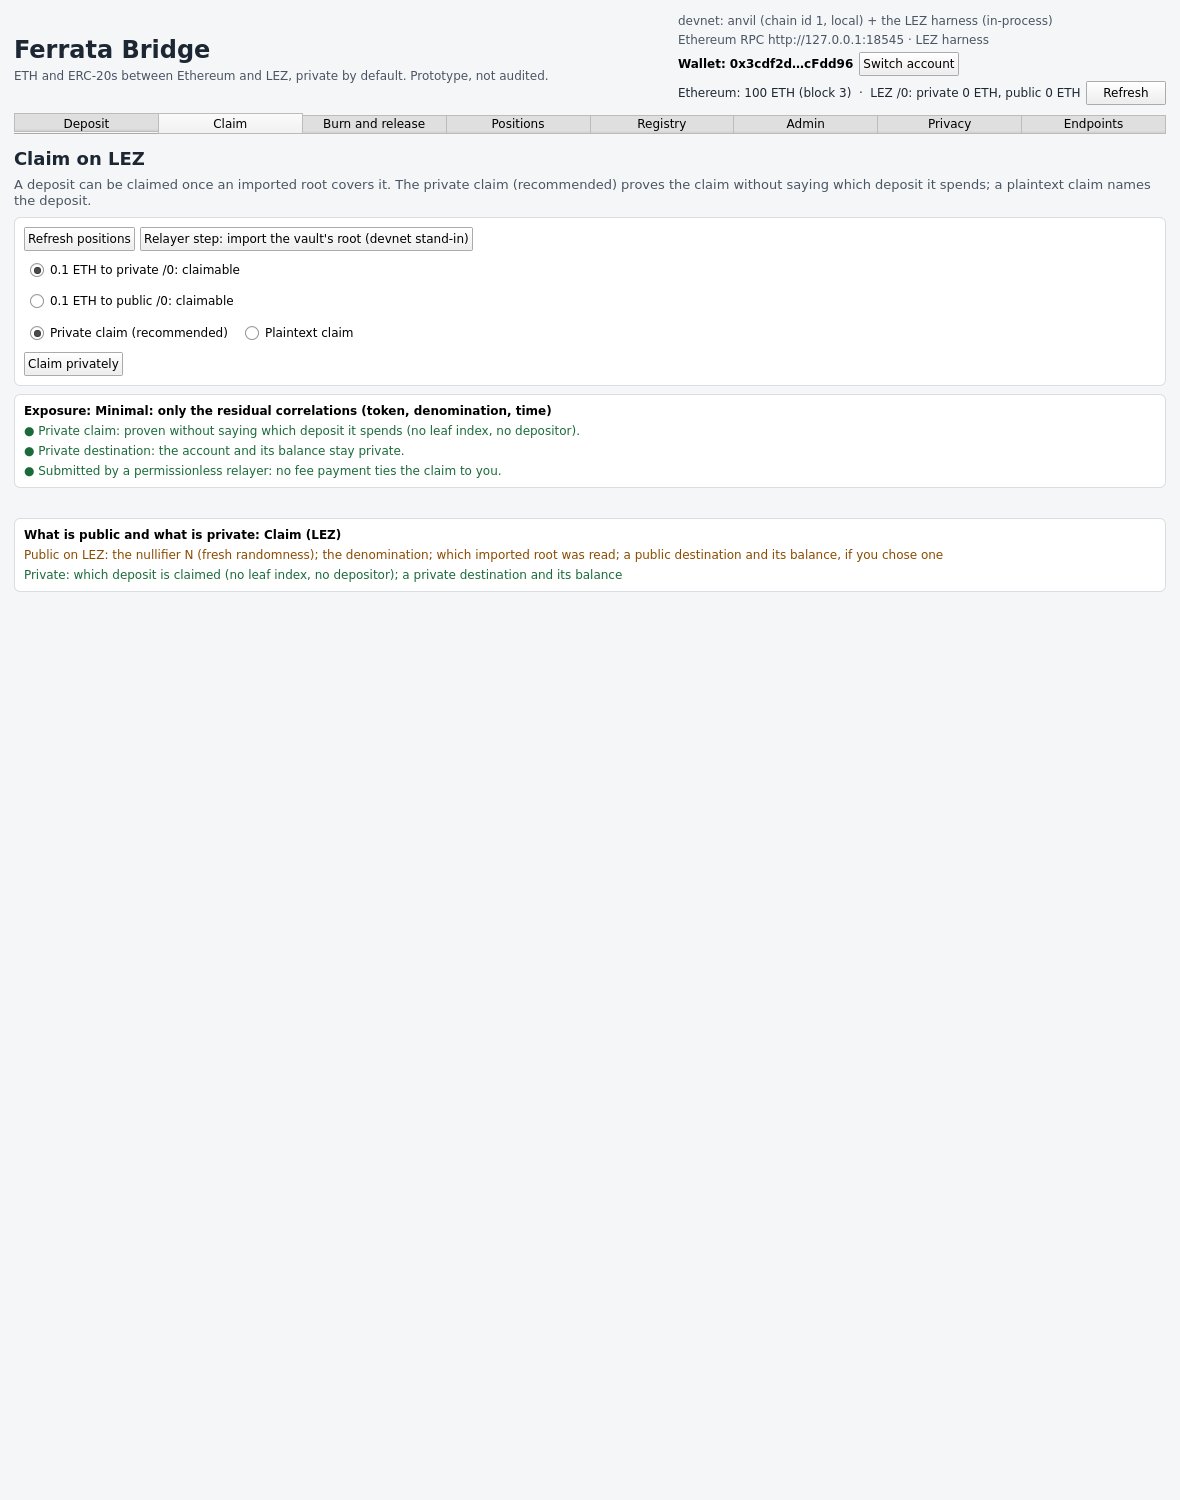 Ferrata Bridge
ETH and ERC-20s between Ethereum and LEZ, private by default. Prototype, not audited.
devnet: anvil (chain id 1, local) + the LEZ harness (in-process)
Ethereum RPC http://127.0.0.1:18545 · LEZ harness
Wallet: 0x3cdf2d…cFdd96 Switch account
Ethereum: 100 ETH (block 3) · LEZ /0: private 0 ETH, public 0 ETH Refresh
Deposit Claim Burn and release Positions Registry Admin Privacy Endpoints
Claim on LEZ
A deposit can be claimed once an imported root covers it. The private claim (recommended) proves the claim without saying which deposit it spends; a plaintext claim names
the deposit.
Refresh positions Relayer step: import the vault's root (devnet stand-in)
0.1 ETH to private /0: claimable
0.1 ETH to public /0: claimable
Private claim (recommended) Plaintext claim
Claim privately
Exposure: Minimal: only the residual correlations (token, denomination, time)
● Private claim: proven without saying which deposit it spends (no leaf index, no depositor).
● Private destination: the account and its balance stay private.
● Submitted by a permissionless relayer: no fee payment ties the claim to you.
What is public and what is private: Claim (LEZ)
Public on LEZ: the nullifier N (fresh randomness); the denomination; which imported root was read; a public destination and its balance, if you chose one
Private: which deposit is claimed (no leaf index, no depositor); a private destination and its balance